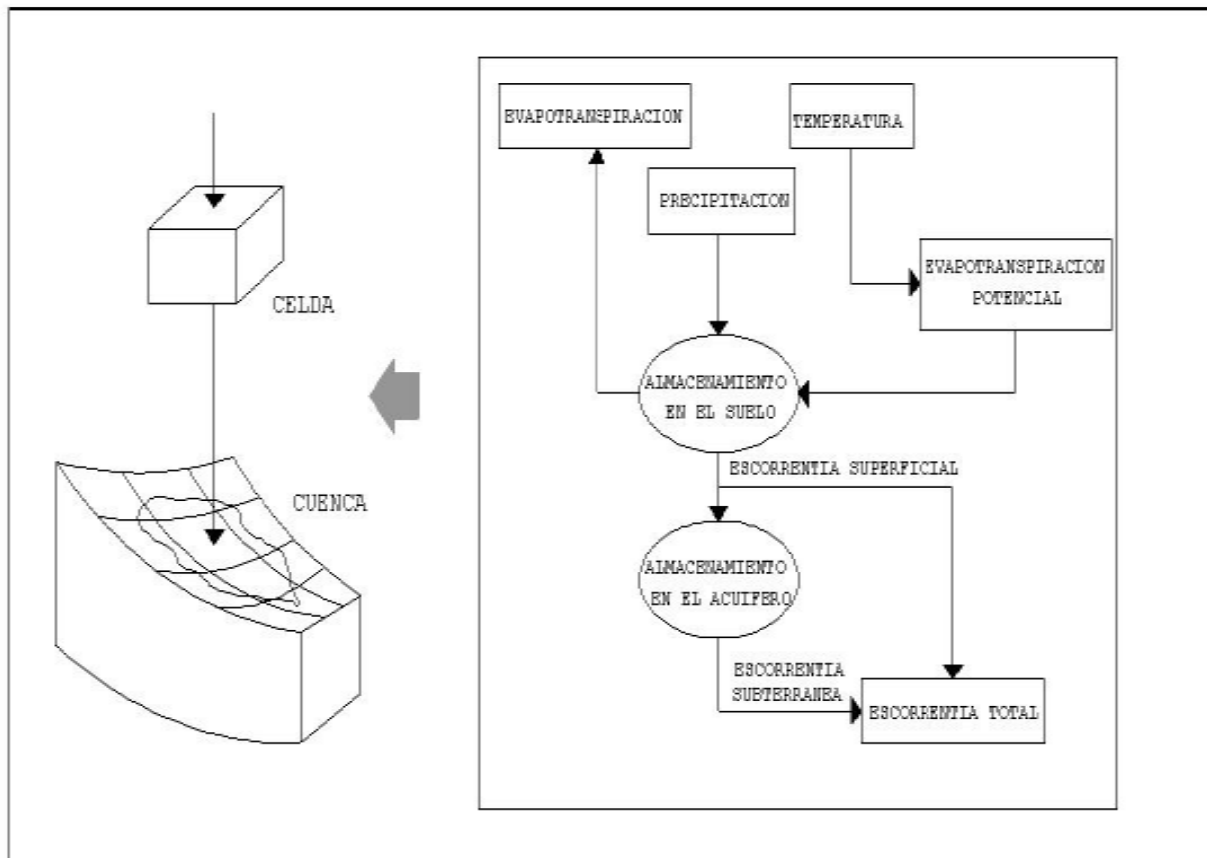 EVAPOTRANSPIRACION
TEMPERATURA
PRECIPITACION
EVAPOTRANSPIRACION
POTENCIAL
CELDA
ALMACENAMIENTO
EN EL SUELO
ESCORRENTIA SUPERFICIAL
CUENCA
ALMACENAMIENTO
EN EL ACUIFERO
ESCORRENTIA
SUBTERRANEA
ESCORRENTIA TOTAL